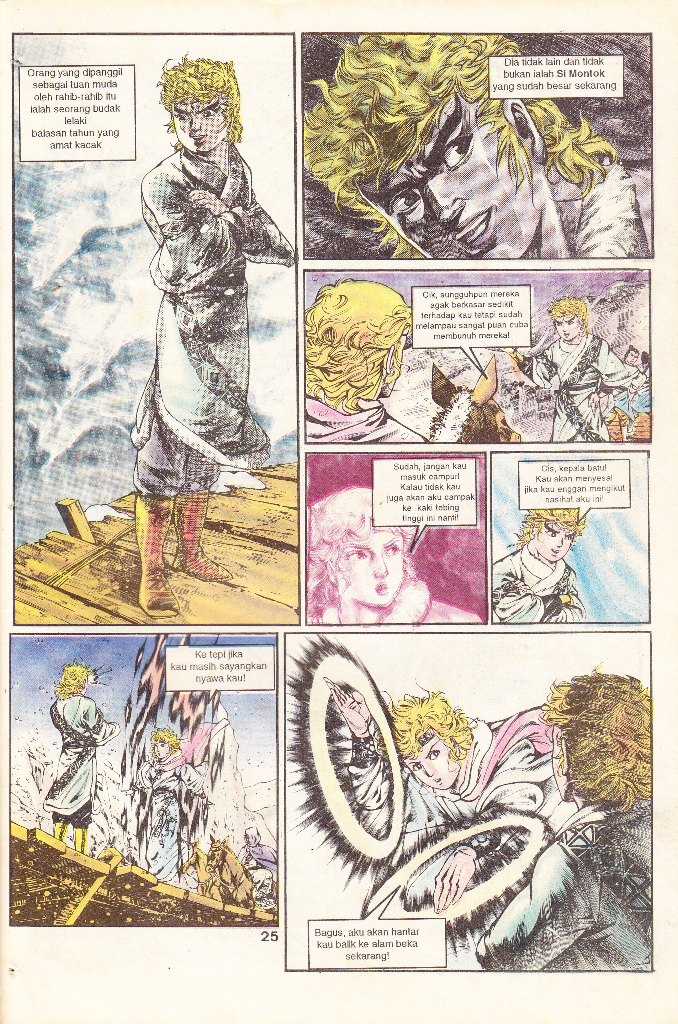 Orang yang dipanggil
sebagai tuan muda
oleh rahib-rahib itu
ialah seorang budak
lelaki
balasan tahun yang
amat kacak
Dia tidak lain dan tidak
bukan ialah Si Montok
yang sudah besar sekarang
Cik, sungguhpun mereka
agak berkasar sedikit
terhadap kau tetapi sudah
melampau sangat puan cuba
membunuh mereka!
Sudah, jangan kau
masuk campur!
Kalau tidak kau
juga akan aku campak
ke kaki tebing
tinggi ini nanti!
Cis, kepala batu!
Kau akan menyesal
jika kau enggan mengikut
nasihat aku ini!
Ke tepi jika
kau masih sayangkan
nyawa kau!
Bagus, aku akan hantar
kau balik ke alam beka
sekarang!
25